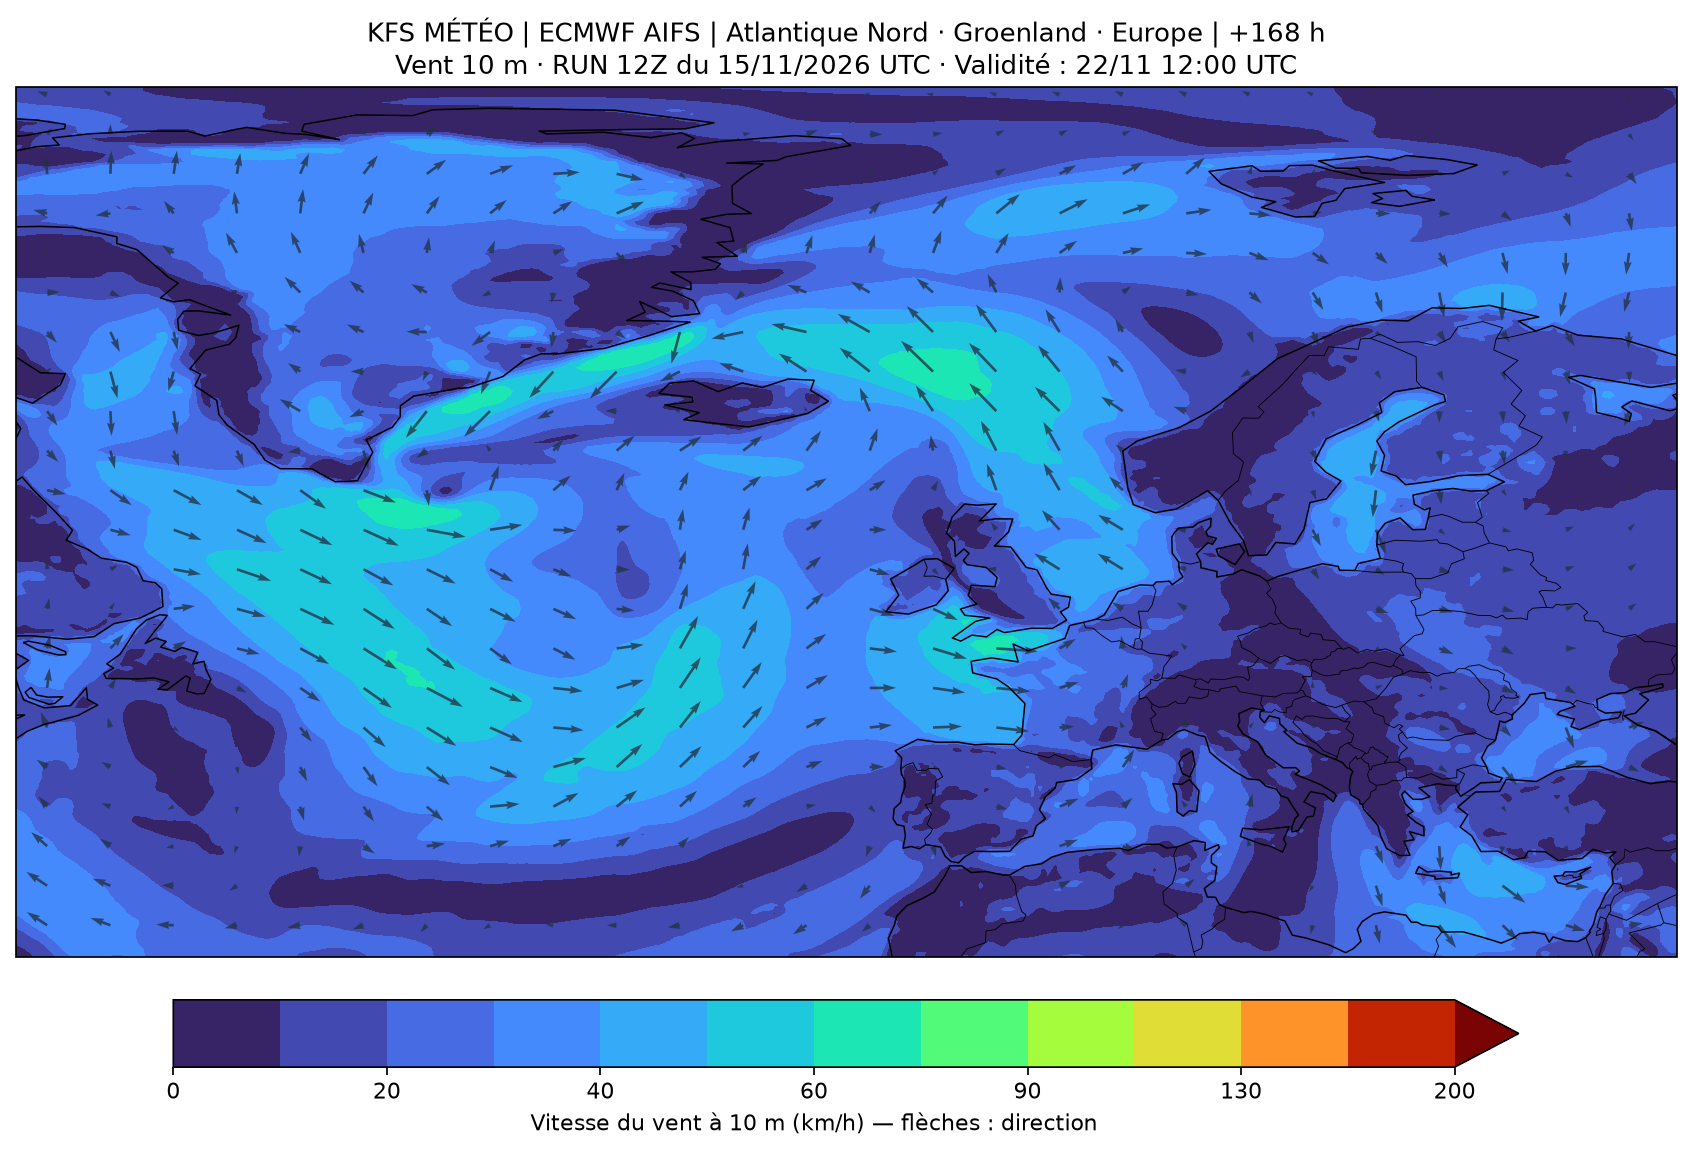 KFS MÉTÉO | ECMWF AIFS | Atlantique Nord · Groenland · Europe | +168 h
Vent 10 m · RUN 12Z du 15/11/2026 UTC · Validité : 22/11 12:00 UTC
0 20 40 60 90 130 200
Vitesse du vent à 10 m (km/h) — flèches : direction